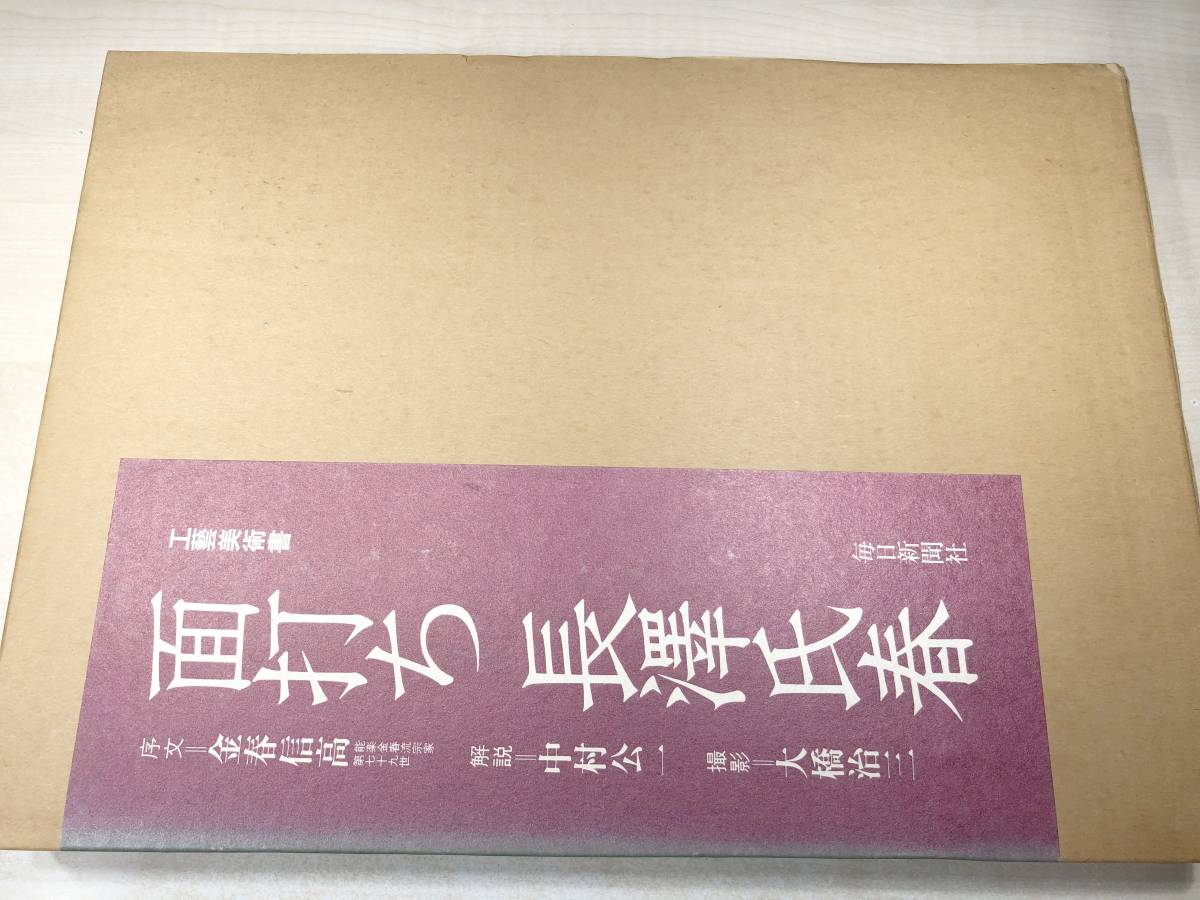 工藝美術書
面打ち 長澤氏春
毎日新聞社
序文＝金春信高
能楽金春流宗家
第七十九世
解説＝中村公一
撮影＝大橋治三